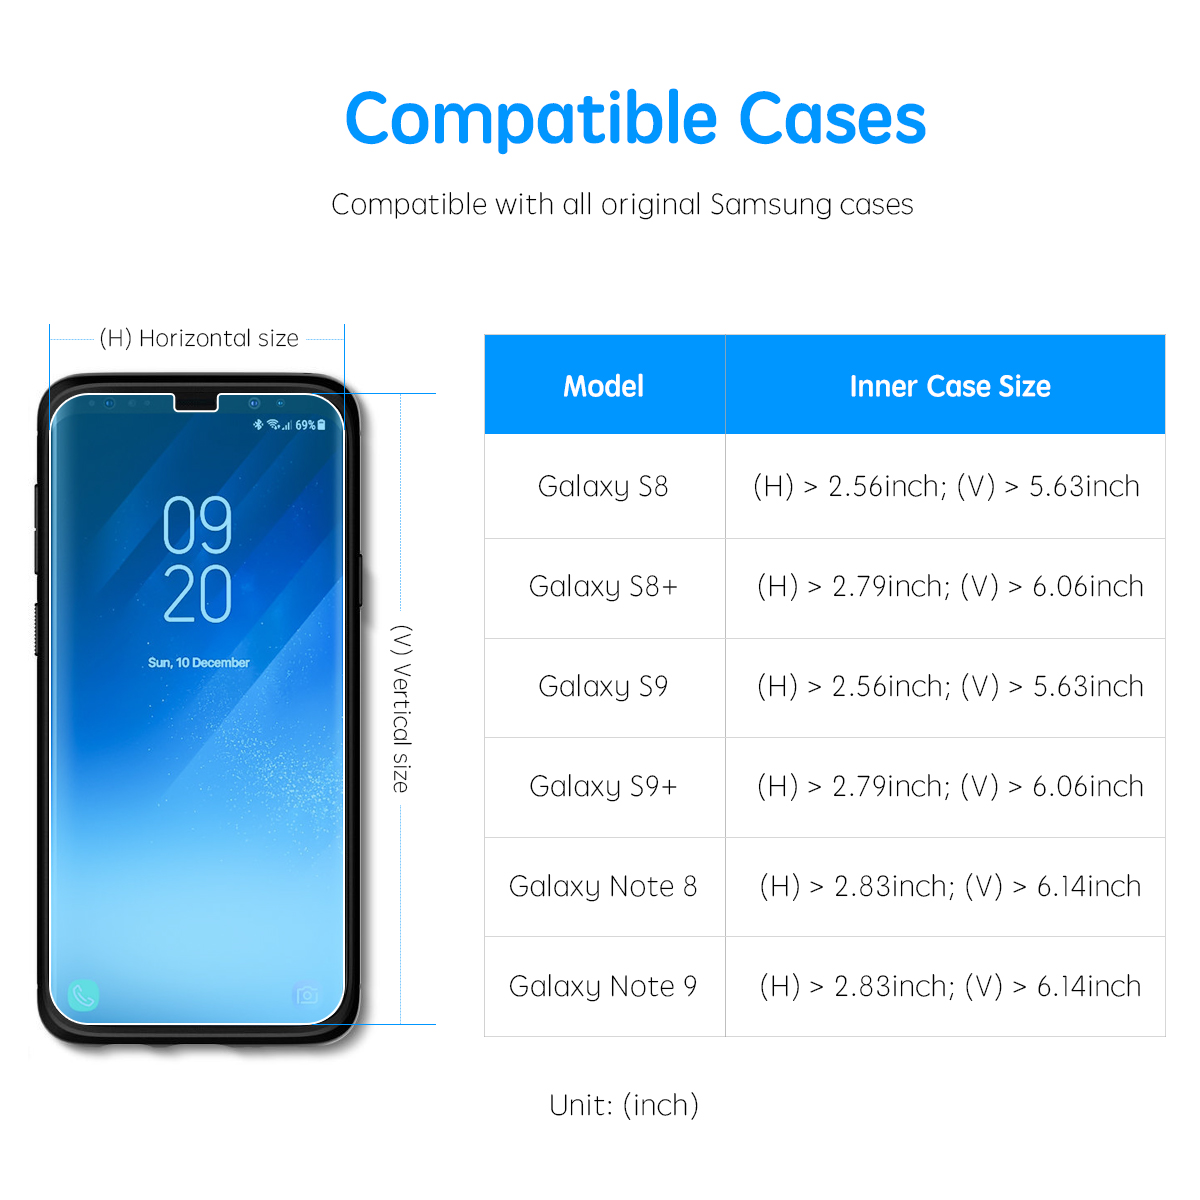 Compatible Cases
Compatible with all original Samsung cases
(H) Horizontal size
69%
09
20
Sun, 10 December
(V) Vertical size
Model Inner Case Size
Galaxy S8 (H) > 2.56inch; (V) > 5.63inch
Galaxy S8+ (H) > 2.79inch; (V) > 6.06inch
Galaxy S9 (H) > 2.56inch; (V) > 5.63inch
Galaxy S9+ (H) > 2.79inch; (V) > 6.06inch
Galaxy Note 8 (H) > 2.83inch; (V) > 6.14inch
Galaxy Note 9 (H) > 2.83inch; (V) > 6.14inch
Unit: (inch)